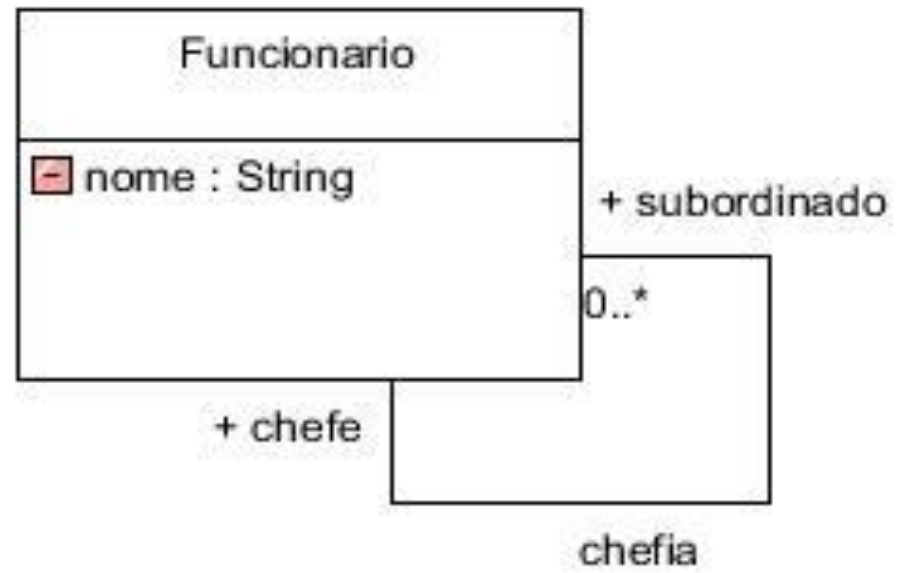 Funcionario
- nome : String
+ subordinado
0..*
+ chefe
chefia